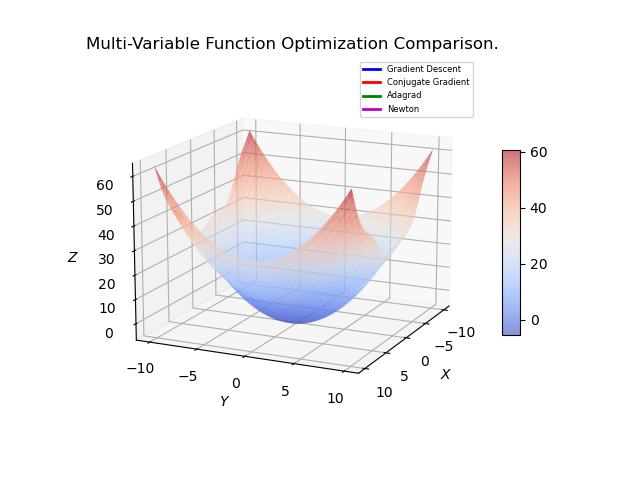 Multi-Variable Function Optimization Comparison.
Gradient Descent
Conjugate Gradient
Adagrad
Newton
60
50
40
30
20
10
0
Z
−10
−5
0
5
10
Y
−10
−5
0
5
10
X
60
40
20
0